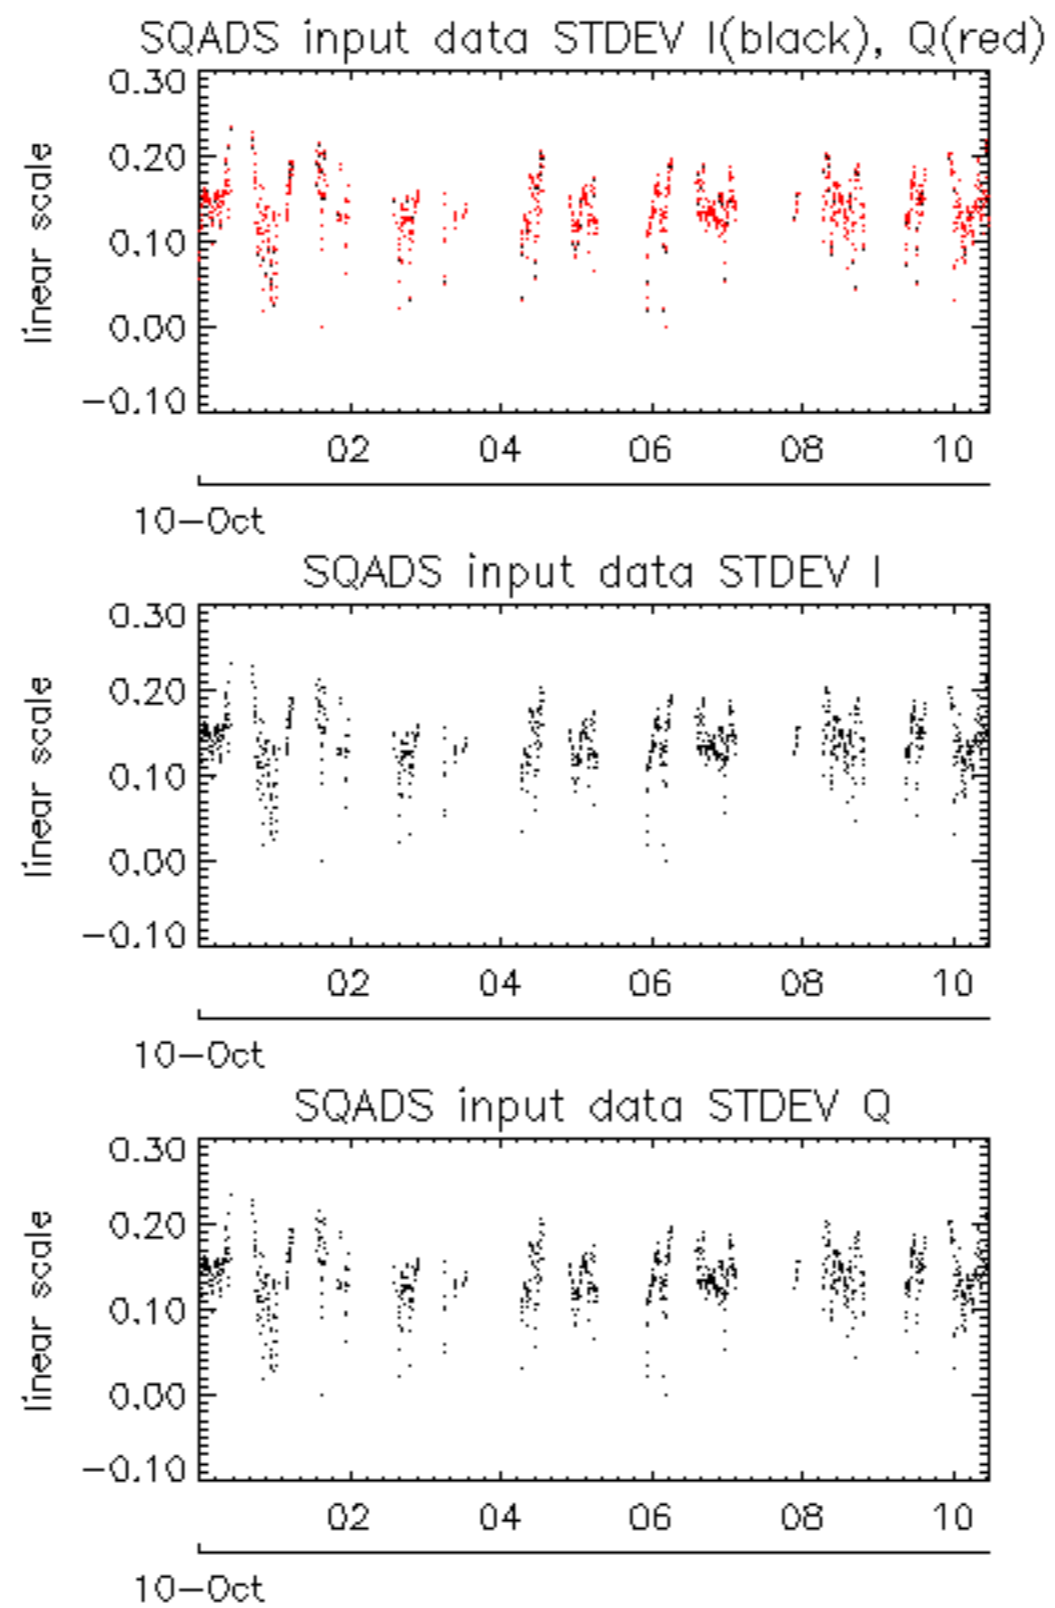 SQADS input data STDEV I(black), Q(red)
0.30
0.20
0.10
0.00
-0.10
linear scale
02 04 06 08 10
10-Oct
SQADS input data STDEV I
0.30
0.20
0.10
0.00
-0.10
linear scale
02 04 06 08 10
10-Oct
SQADS input data STDEV Q
0.30
0.20
0.10
0.00
-0.10
linear scale
02 04 06 08 10
10-Oct